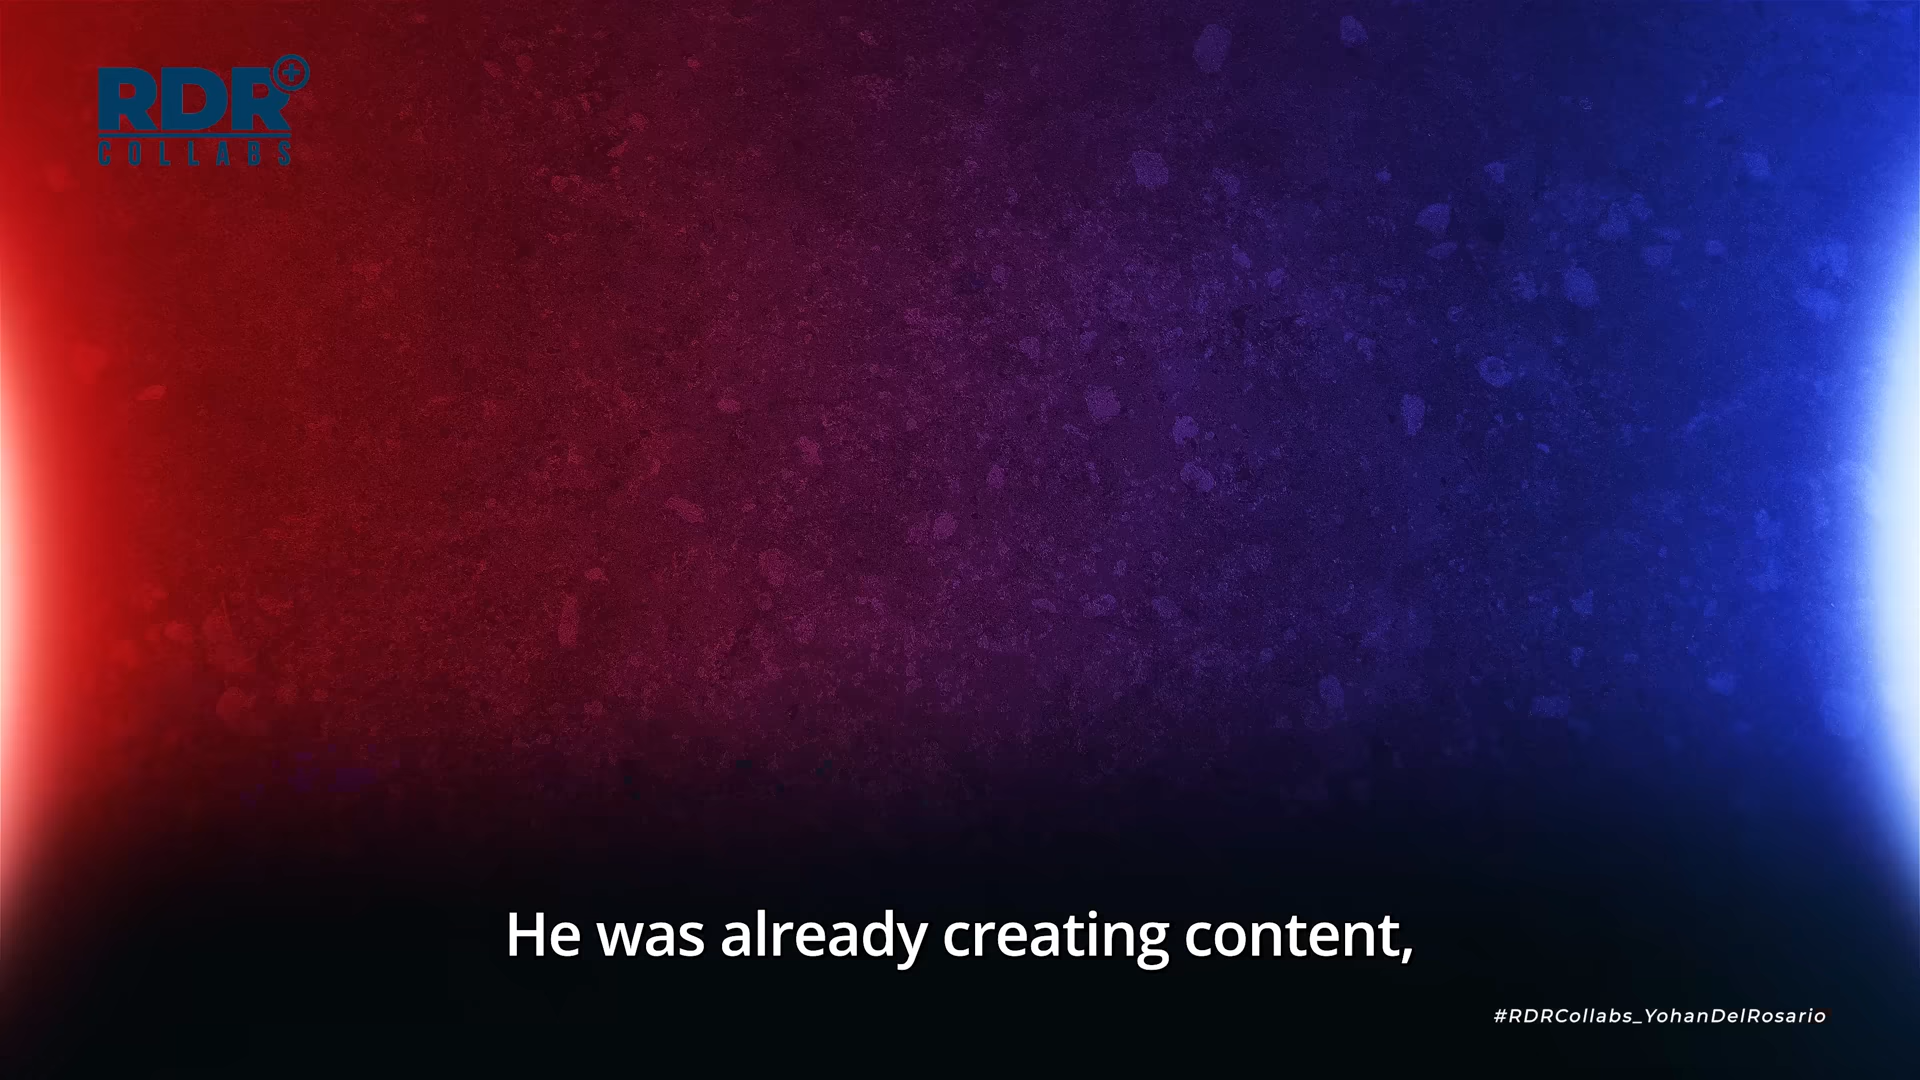 RDR+
COLLABS
He was already creating content,
#RDRCollabs_YohanDelRosario